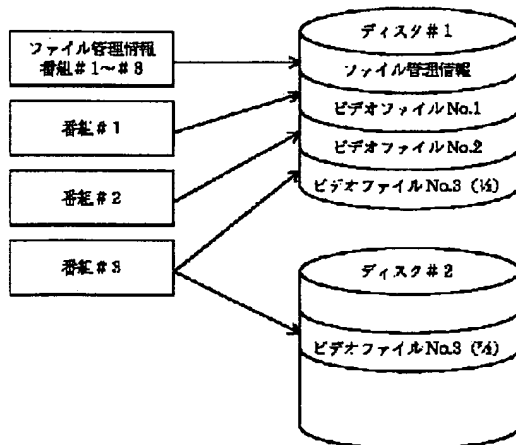 ファイル管理情報
番組#1〜#3
番組#1
番組#2
番組#3
ディスク#1
ファイル管理情報
ビデオファイルNo.1
ビデオファイルNo.2
ビデオファイルNo.3 (½)
ディスク#2
ビデオファイルNo.3 (²⁄₂)